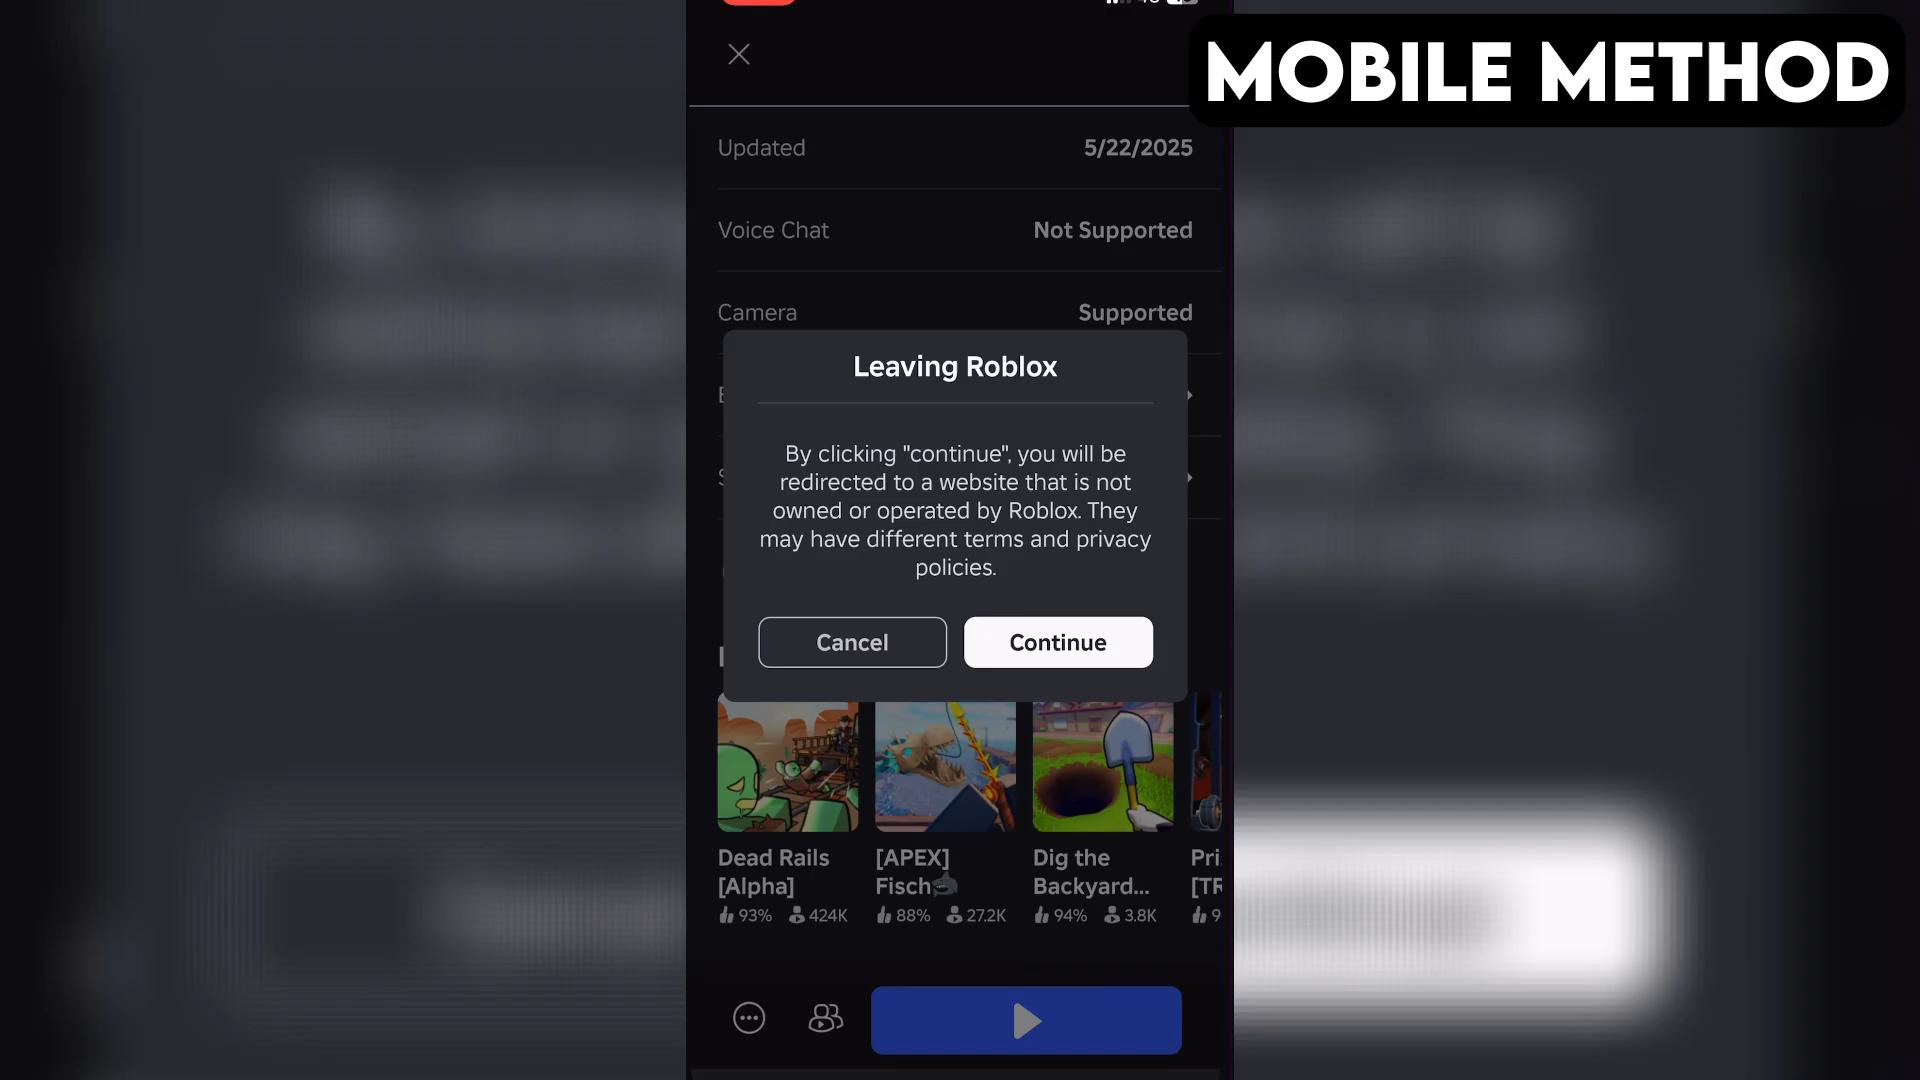 MOBILE METHOD
Updated 5/22/2025
Voice Chat Not Supported
Camera Supported
Leaving Roblox
By clicking "continue", you will be
redirected to a website that is not
owned or operated by Roblox. They
may have different terms and privacy
policies.
Cancel Continue
Dead Rails
[Alpha]
93% 424K
[APEX]
Fisch
88% 27.2K
Dig the
Backyard...
94% 3.8K
Pri
[TR
9